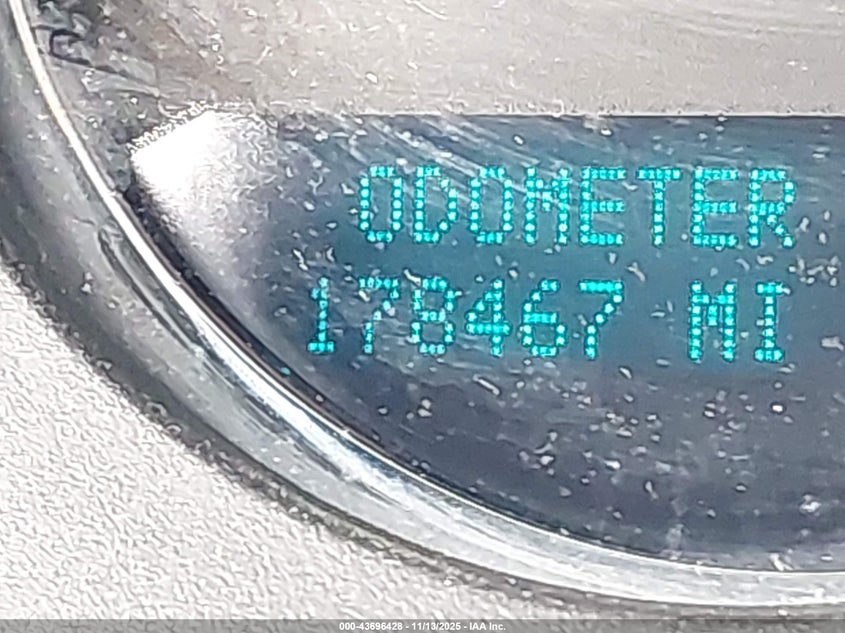 ODOMETER
178467 MI
000-43696428 - 11/13/2025 - IAA Inc.